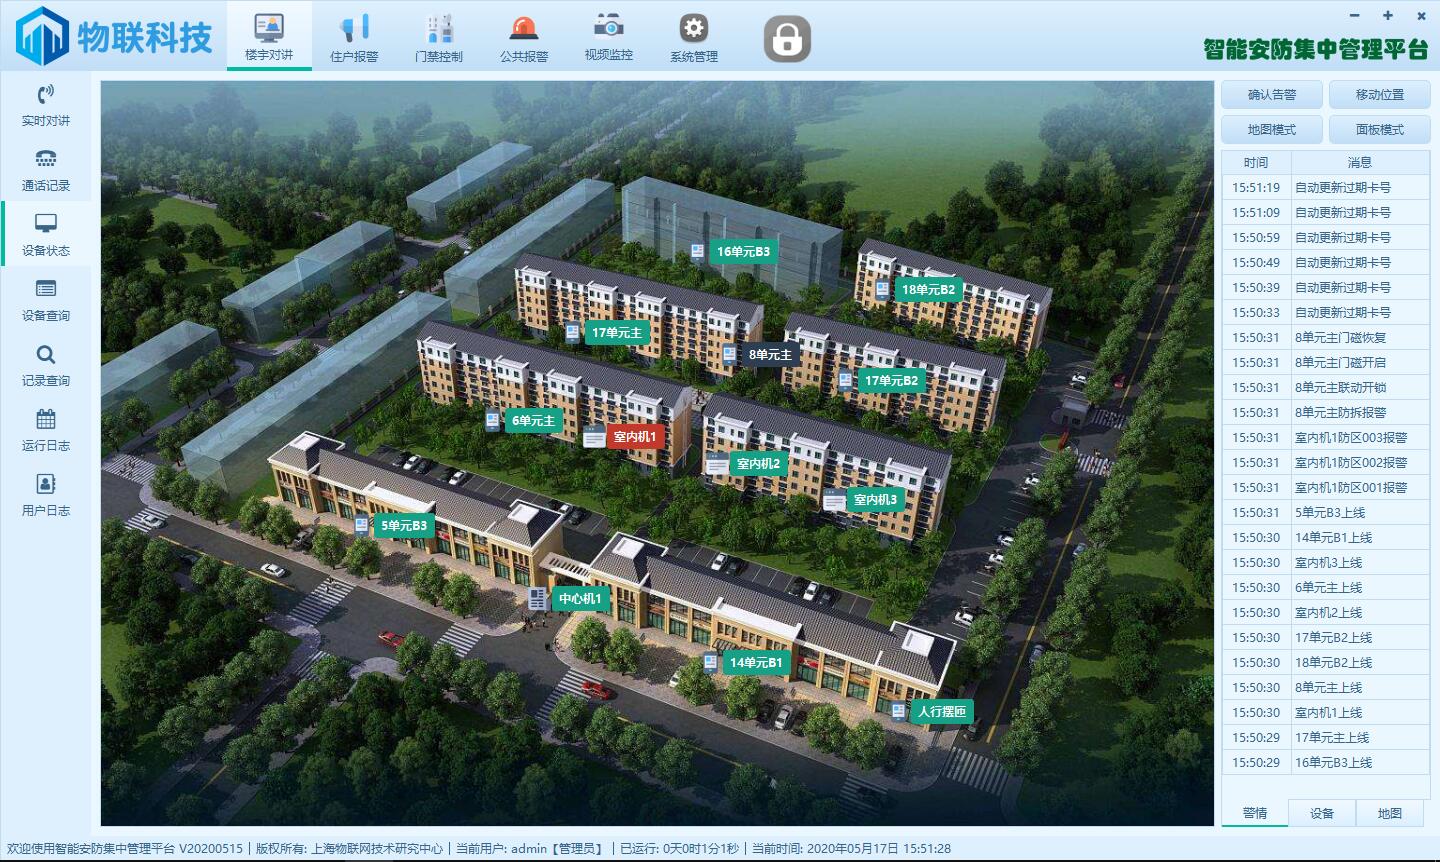 物联科技
楼宇对讲
住户报警
门禁控制
公共报警
视频监控
系统管理
智能安防集中管理平台
实时对讲
通话记录
设备状态
设备查询
记录查询
运行日志
用户日志
16单元B3
18单元B2
17单元主
8单元主
17单元B2
6单元主
室内机1
室内机2
室内机3
5单元B3
中心机1
14单元B1
人行摆匝
确认告警 移动位置
地图模式 面板模式
时间 消息
15:51:19 自动更新过期卡号
15:51:09 自动更新过期卡号
15:50:59 自动更新过期卡号
15:50:49 自动更新过期卡号
15:50:39 自动更新过期卡号
15:50:33 自动更新过期卡号
15:50:31 8单元主门磁恢复
15:50:31 8单元主门磁开启
15:50:31 8单元主联动开锁
15:50:31 8单元主防拆报警
15:50:31 室内机1防区003报警
15:50:31 室内机1防区002报警
15:50:31 室内机1防区001报警
15:50:31 5单元B3上线
15:50:30 14单元B1上线
15:50:30 室内机3上线
15:50:30 6单元主上线
15:50:30 室内机2上线
15:50:30 17单元B2上线
15:50:30 18单元B2上线
15:50:30 8单元主上线
15:50:30 室内机1上线
15:50:29 17单元主上线
15:50:29 16单元B3上线
警情 设备 地图
欢迎使用智能安防集中管理平台 V20200515 | 版权所有: 上海物联网技术研究中心 | 当前用户: admin【管理员】 | 已运行: 0天0时1分1秒 | 当前时间: 2020年05月17日 15:51:28